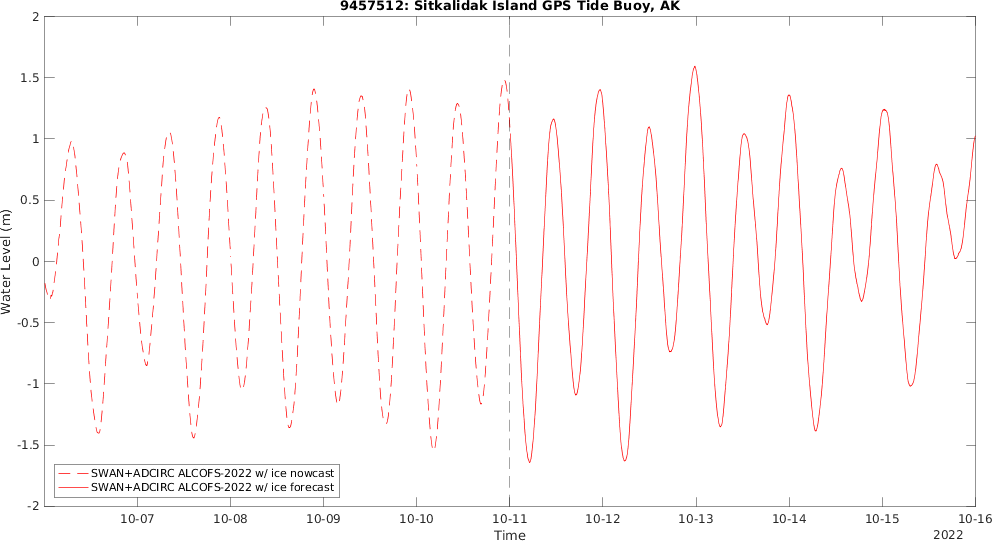 9457512: Sitkalidak Island GPS Tide Buoy, AK
2
1.5
1
0.5
0
-0.5
-1
-1.5
-2
Water Level (m)
SWAN+ADCIRC ALCOFS-2022 w/ ice nowcast
SWAN+ADCIRC ALCOFS-2022 w/ ice forecast
10-07 10-08 10-09 10-10 10-11 10-12 10-13 10-14 10-15 10-16
Time
2022